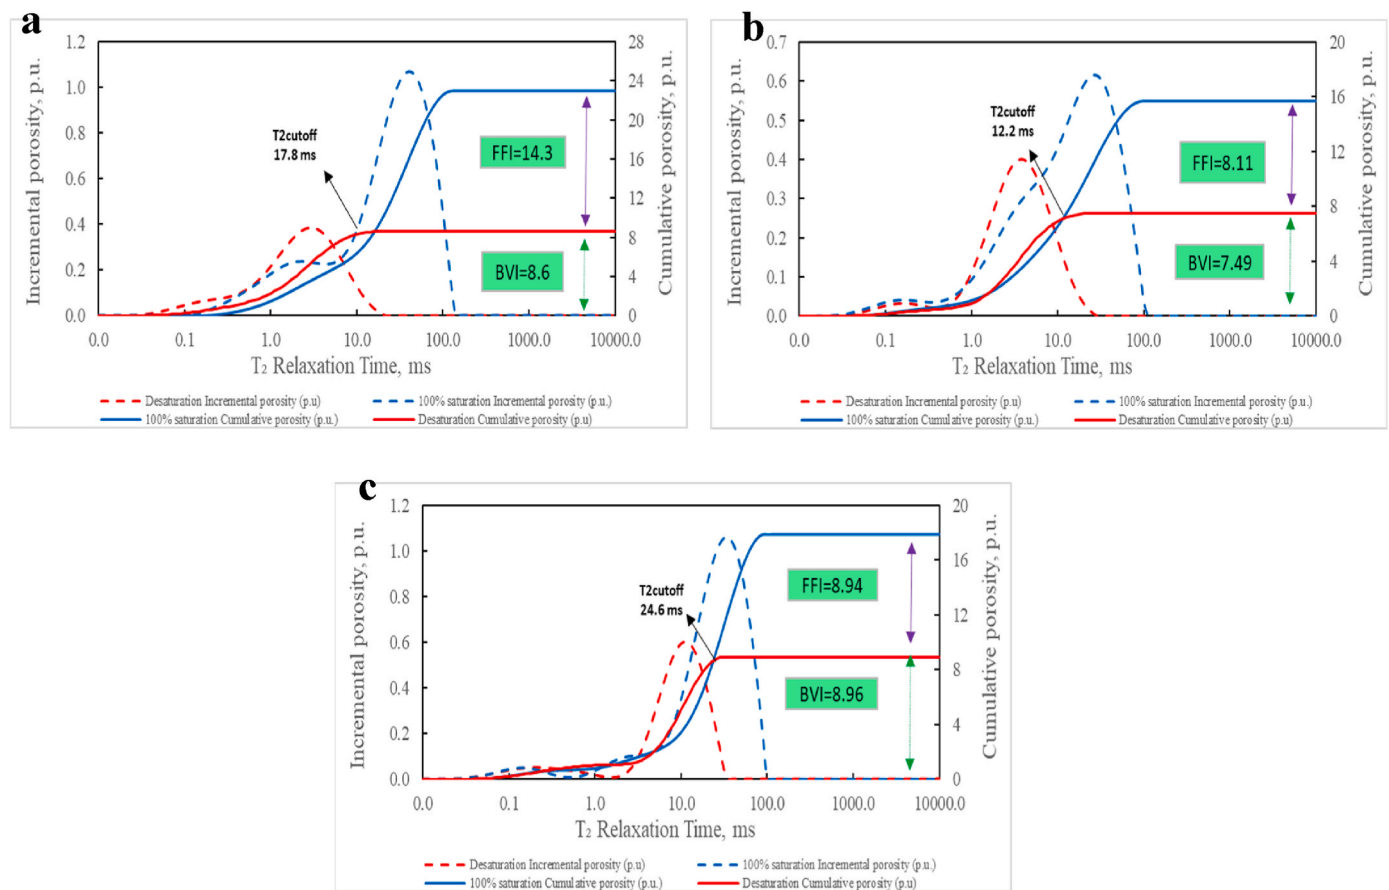 a
1.2
1.0
0.8
0.6
0.4
0.2
0.0
Incremental porosity, p.u.
28
24
20
16
12
8
4
0
Cumulative porosity, p.u.
T2cutoff
17.8 ms
FFI=14.3
BVI=8.6
0.0 0.1 1.0 10.0 100.0 1000.0 10000.0
T₂ Relaxation Time, ms
Desaturation Incremental porosity (p.u) 100% saturation Incremental porosity (p.u.)
100% saturation Cumulative porosity (p.u.) Desaturation Cumulative porosity (p.u)
b
0.7
0.6
0.5
0.4
0.3
0.2
0.1
0.0
Incremental porosity, p.u.
20
16
12
8
4
0
Cumulative porosity, p.u.
T2cutoff
12.2 ms
FFI=8.11
BVI=7.49
0.0 0.1 1.0 10.0 100.0 1000.0 10000.0
T₂ Relaxation Time, ms
Desaturation Incremental porosity (p.u) 100% saturation Incremental porosity (p.u.)
100% saturation Cumulative porosity (p.u.) Desaturation Cumulative porosity (p.u)
c
1.2
1.0
0.8
0.6
0.4
0.2
0.0
Incremental porosity, p.u.
20
16
12
8
4
0
Cumulative porosity, p.u.
T2cutoff
24.6 ms
FFI=8.94
BVI=8.96
0.0 0.1 1.0 10.0 100.0 1000.0 10000.0
T₂ Relaxation Time, ms
Desaturation Incremental porosity (p.u) 100% saturation Incremental porosity (p.u.)
100% saturation Cumulative porosity (p.u.) Desaturation Cumulative porosity (p.u)